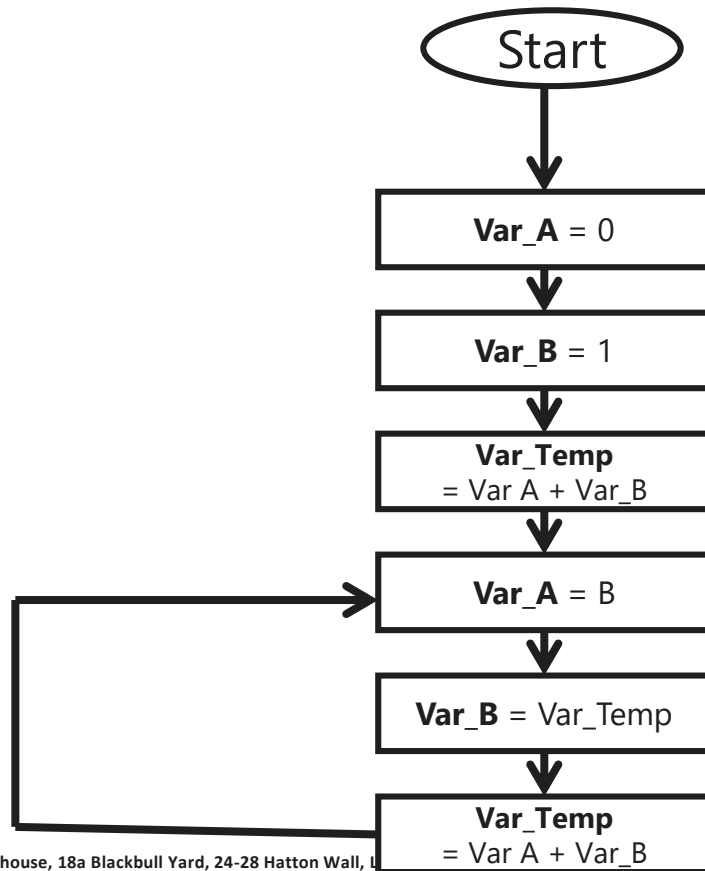 Start
Var_A = 0
Var_B = 1
Var_Temp
= Var A + Var_B
Var_A = B
Var_B = Var_Temp
Var_Temp
= Var A + Var_B
house, 18a Blackbull Yard, 24-28 Hatton Wall,